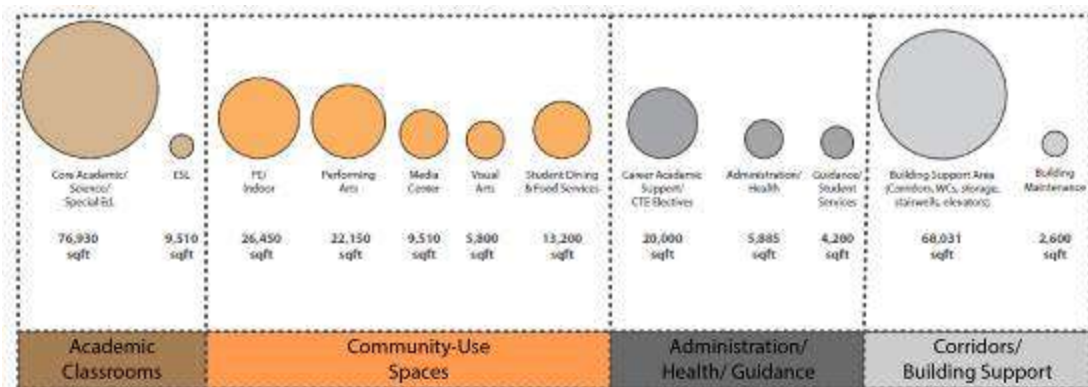 Core Academic/
Science/
Special Ed.
76,930
sqft
ESL
9,510
sqft
PE/
Indoor
26,450
sqft
Performing
Arts
22,150
sqft
Media
Center
9,510
sqft
Visual
Arts
5,800
sqft
Student Dining
& Food Services
13,200
sqft
Career Academic
Support/
CTE Electives
20,000
sqft
Administration/
Health
5,885
sqft
Guidance/
Student
Services
4,200
sqft
Building Support Area
(Corridors, WCs, storage,
stairwells, elevators)
68,031
sqft
Building
Maintenance
2,600
sqft
Academic
Classrooms
Community-Use
Spaces
Administration/
Health/ Guidance
Corridors/
Building Support